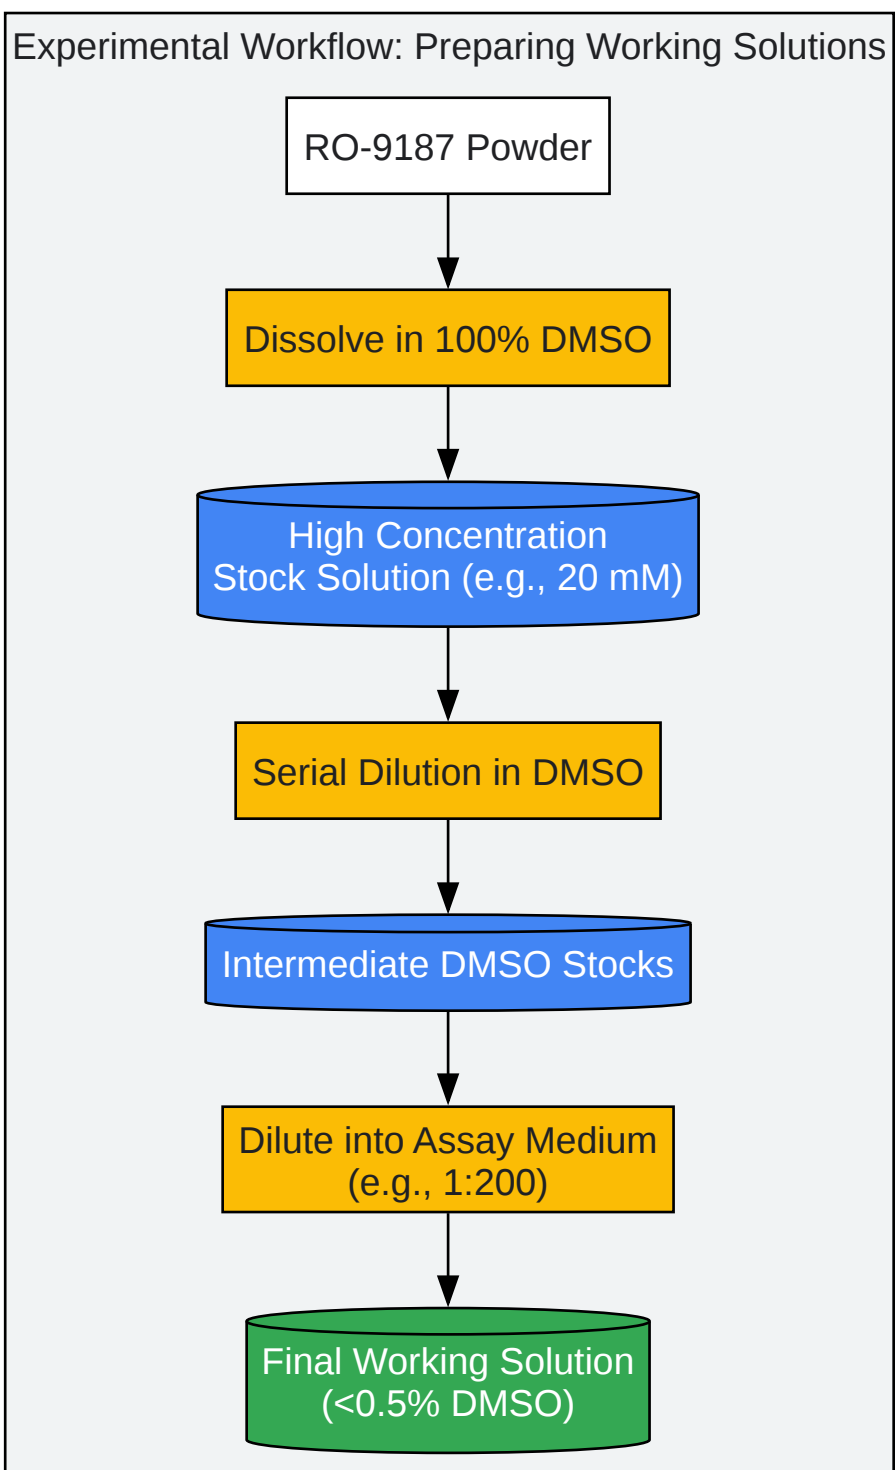 Experimental Workflow: Preparing Working Solutions
RO-9187 Powder
Dissolve in 100% DMSO
High Concentration
Stock Solution (e.g., 20 mM)
Serial Dilution in DMSO
Intermediate DMSO Stocks
Dilute into Assay Medium
(e.g., 1:200)
Final Working Solution
(<0.5% DMSO)